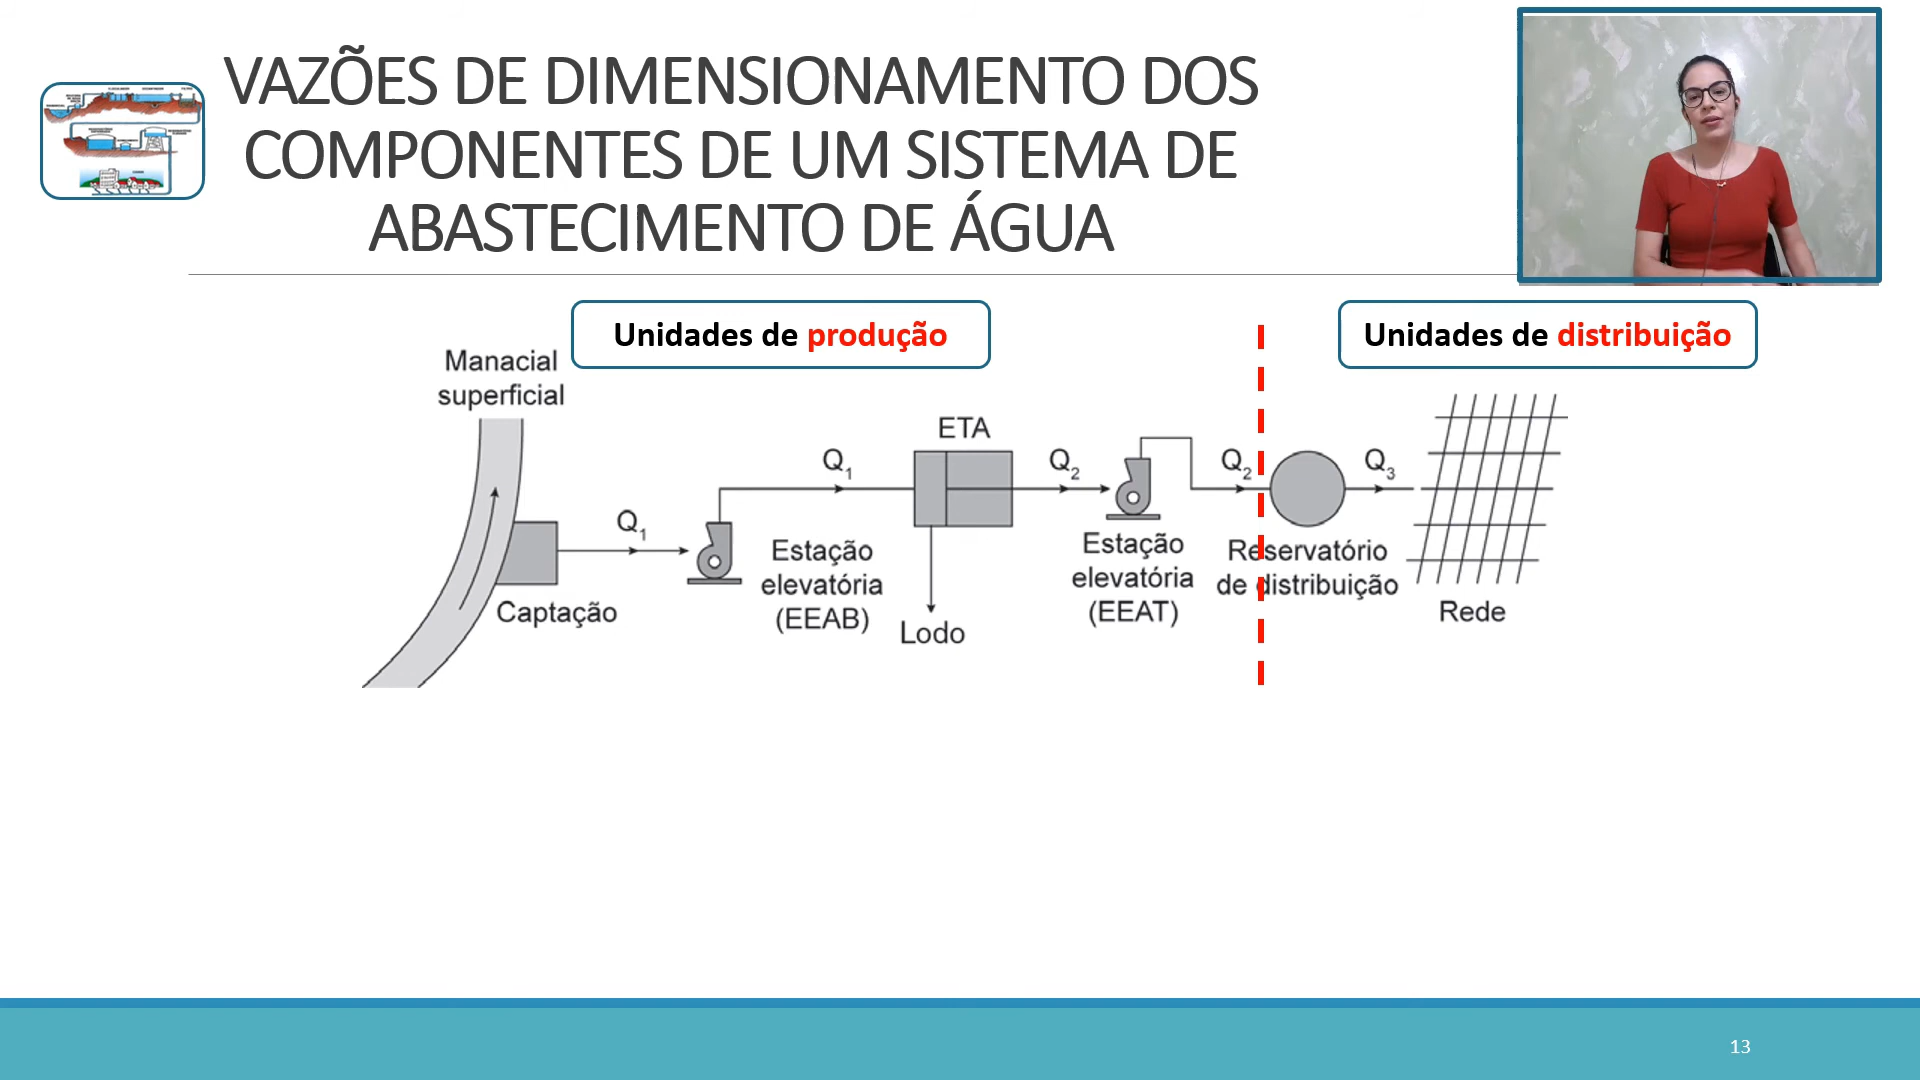 VAZÕES DE DIMENSIONAMENTO DOS
COMPONENTES DE UM SISTEMA DE
ABASTECIMENTO DE ÁGUA
Unidades de produção
Unidades de distribuição
Manacial
superficial
Captação
Q1
Estação
elevatória
(EEAB)
Q1
ETA
Lodo
Q2
Estação
elevatória
(EEAT)
Q2
Reservatório
de distribuição
Q3
Rede
13